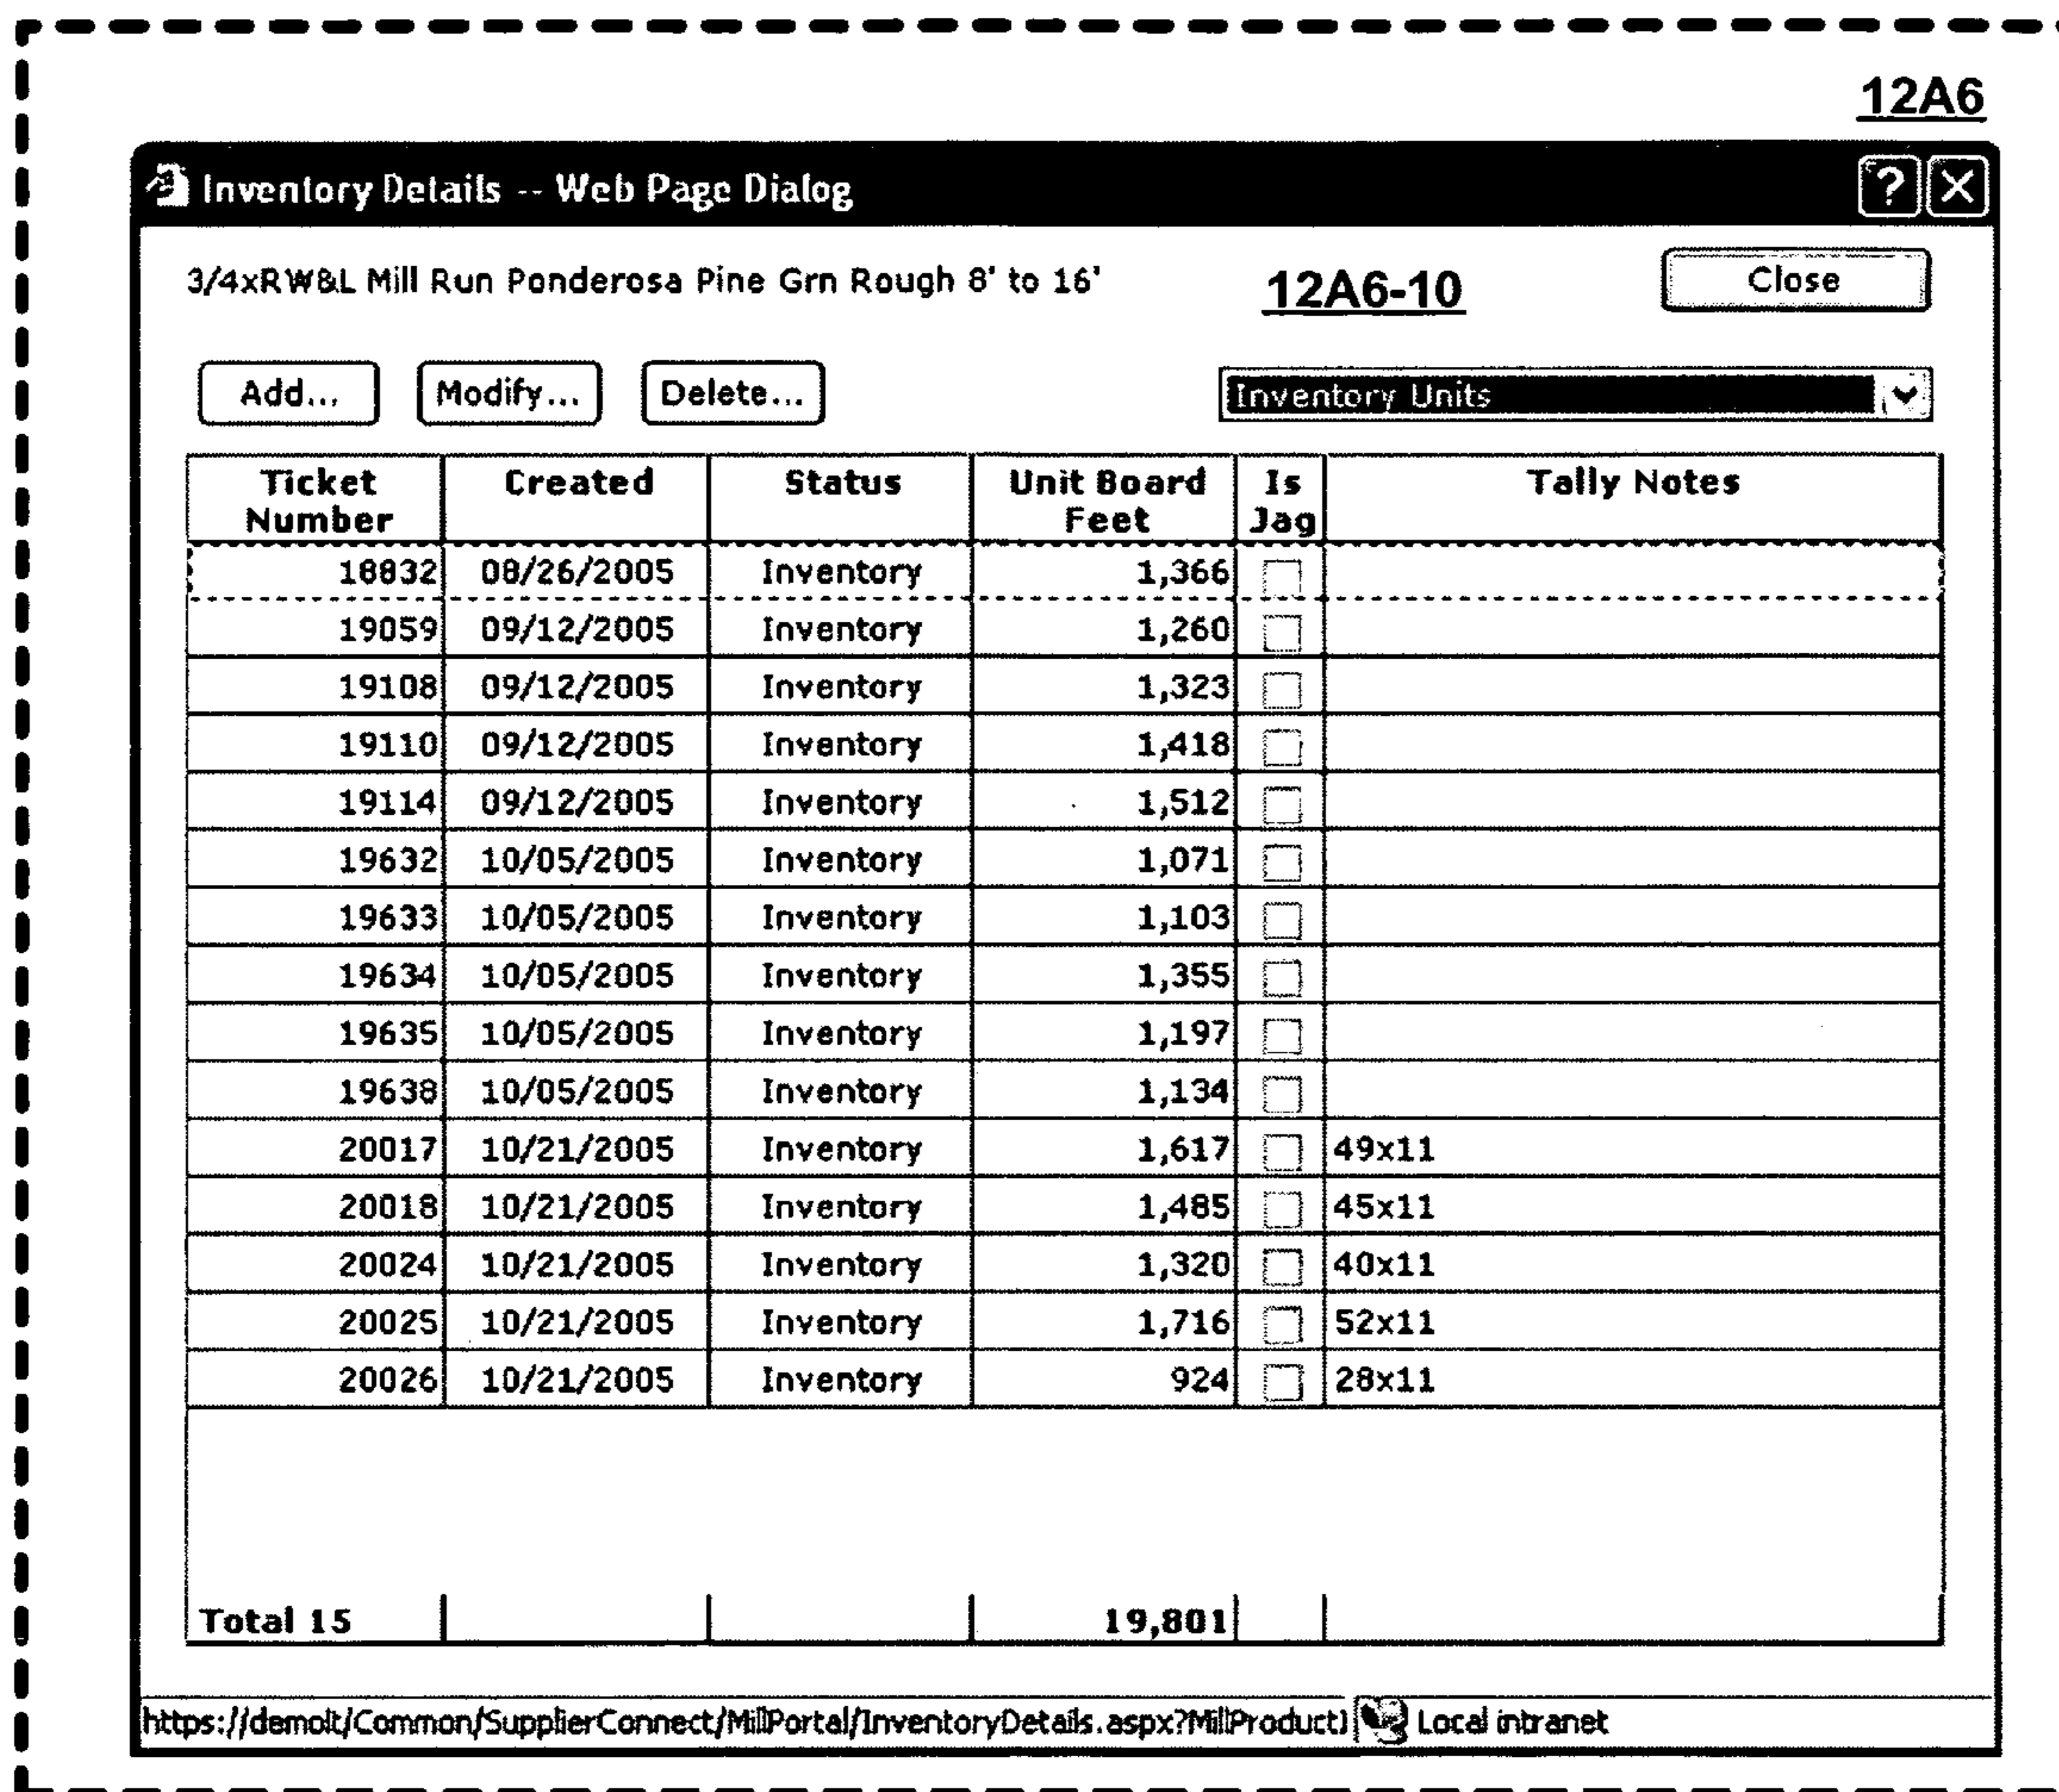 12A6
Inventory Details -- Web Page Dialog
3/4xRW&L Mill Run Ponderosa Pine Grn Rough 8' to 16' 12A6-10 Close
Add... Modify... Delete... Inventory Units
Ticket Number Created Status Unit Board Feet Is Jag Tally Notes
18832 08/26/2005 Inventory 1,366
19059 09/12/2005 Inventory 1,260
19108 09/12/2005 Inventory 1,323
19110 09/12/2005 Inventory 1,418
19114 09/12/2005 Inventory 1,512
19632 10/05/2005 Inventory 1,071
19633 10/05/2005 Inventory 1,103
19634 10/05/2005 Inventory 1,355
19635 10/05/2005 Inventory 1,197
19638 10/05/2005 Inventory 1,134
20017 10/21/2005 Inventory 1,617 49x11
20018 10/21/2005 Inventory 1,485 45x11
20024 10/21/2005 Inventory 1,320 40x11
20025 10/21/2005 Inventory 1,716 52x11
20026 10/21/2005 Inventory 924 28x11
Total 15 19,801
https://demolt/Common/SupplierConnect/MillPortal/InventoryDetails.aspx?MillProductI Local intranet